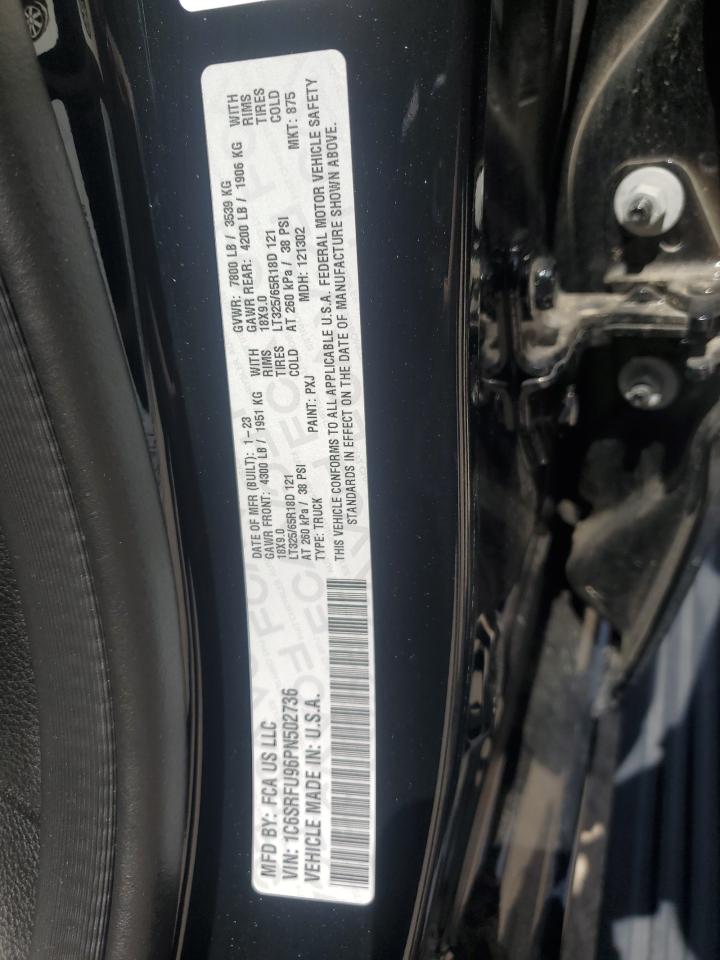 MFD BY: FCA US LLC
VIN: 1C6SRFU96PN502736
VEHICLE MADE IN: U.S.A.
DATE OF MFR (BUILT): 1-23
GAWR FRONT: 4300 LB / 1951 KG WITH
18X9.0 RIMS
LT325/65R18D 121 TIRES
AT 260 kPa / 38 PSI COLD
TYPE: TRUCK PAINT: PXJ
GVWR: 7800 LB / 3539 KG
GAWR REAR: 4200 LB / 1906 KG WITH
18X9.0 RIMS
LT325/65R18D 121 TIRES
AT 260 kPa / 38 PSI COLD
MDH: 121302 MKT: 875
THIS VEHICLE CONFORMS TO ALL APPLICABLE U.S.A. FEDERAL MOTOR VEHICLE SAFETY
STANDARDS IN EFFECT ON THE DATE OF MANUFACTURE SHOWN ABOVE.